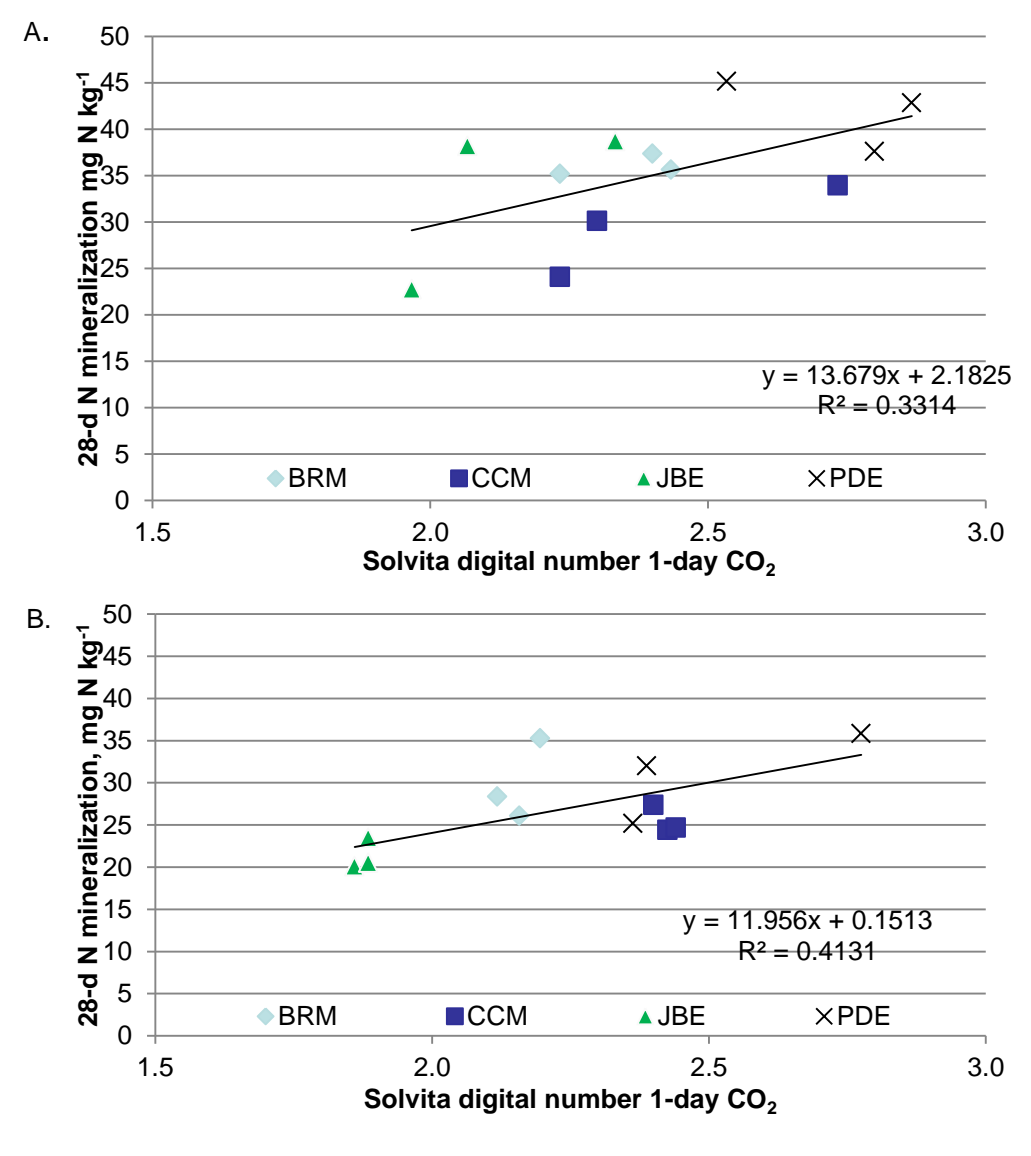 A.
50
45
40
35
30
25
20
15
10
5
0
28-d N mineralization mg N kg⁻¹
y = 13.679x + 2.1825
R² = 0.3314
BRM CCM JBE PDE
1.5 2.0 2.5 3.0
Solvita digital number 1-day CO₂
B.
50
45
40
35
30
25
20
15
10
5
0
28-d N mineralization, mg N kg⁻¹
y = 11.956x + 0.1513
R² = 0.4131
BRM CCM JBE PDE
1.5 2.0 2.5 3.0
Solvita digital number 1-day CO₂